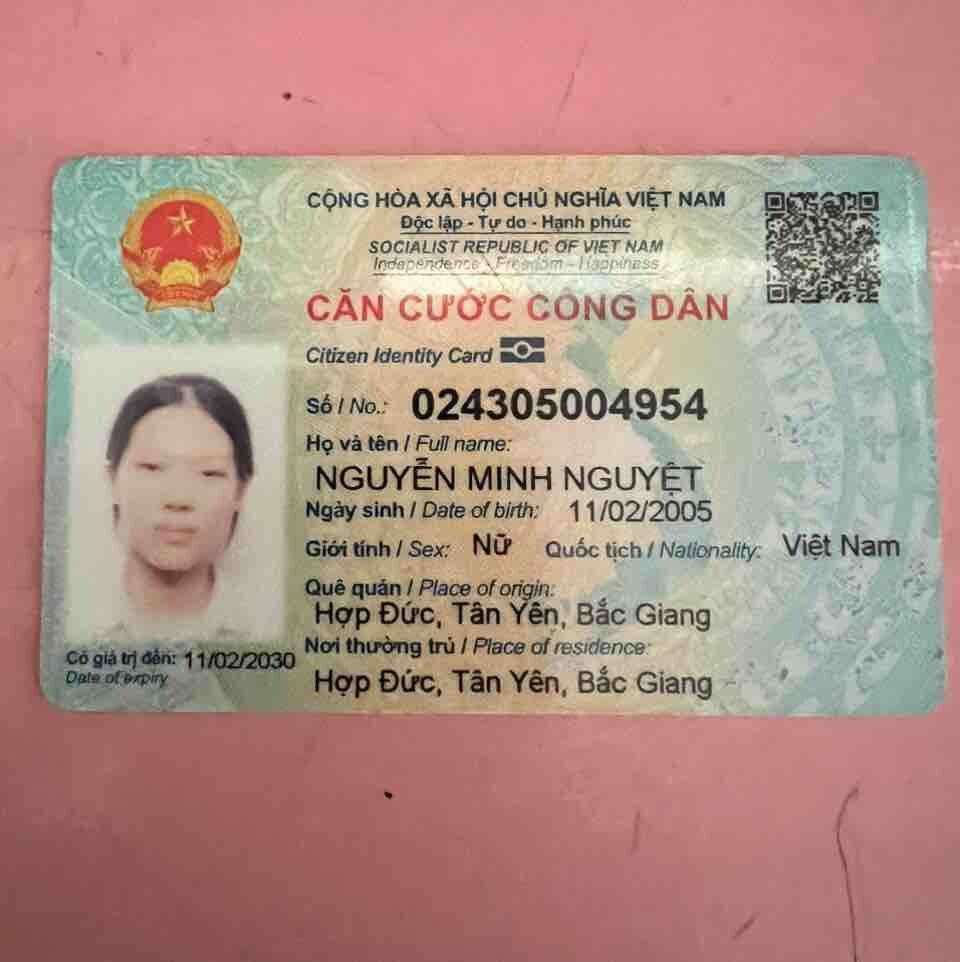 CỘNG HÒA XÃ HỘI CHỦ NGHĨA VIỆT NAM
Độc lập - Tự do - Hạnh phúc
SOCIALIST REPUBLIC OF VIET NAM
Independence - Freedom - Happiness
CĂN CƯỚC CÔNG DÂN
Citizen Identity Card
Số / No.: 024305004954
Họ và tên / Full name:
NGUYỄN MINH NGUYỆT
Ngày sinh / Date of birth: 11/02/2005
Giới tính / Sex: Nữ Quốc tịch / Nationality: Việt Nam
Quê quán / Place of origin:
Hợp Đức, Tân Yên, Bắc Giang
Nơi thường trú / Place of residence:
Hợp Đức, Tân Yên, Bắc Giang
Có giá trị đến: 11/02/2030
Date of expiry